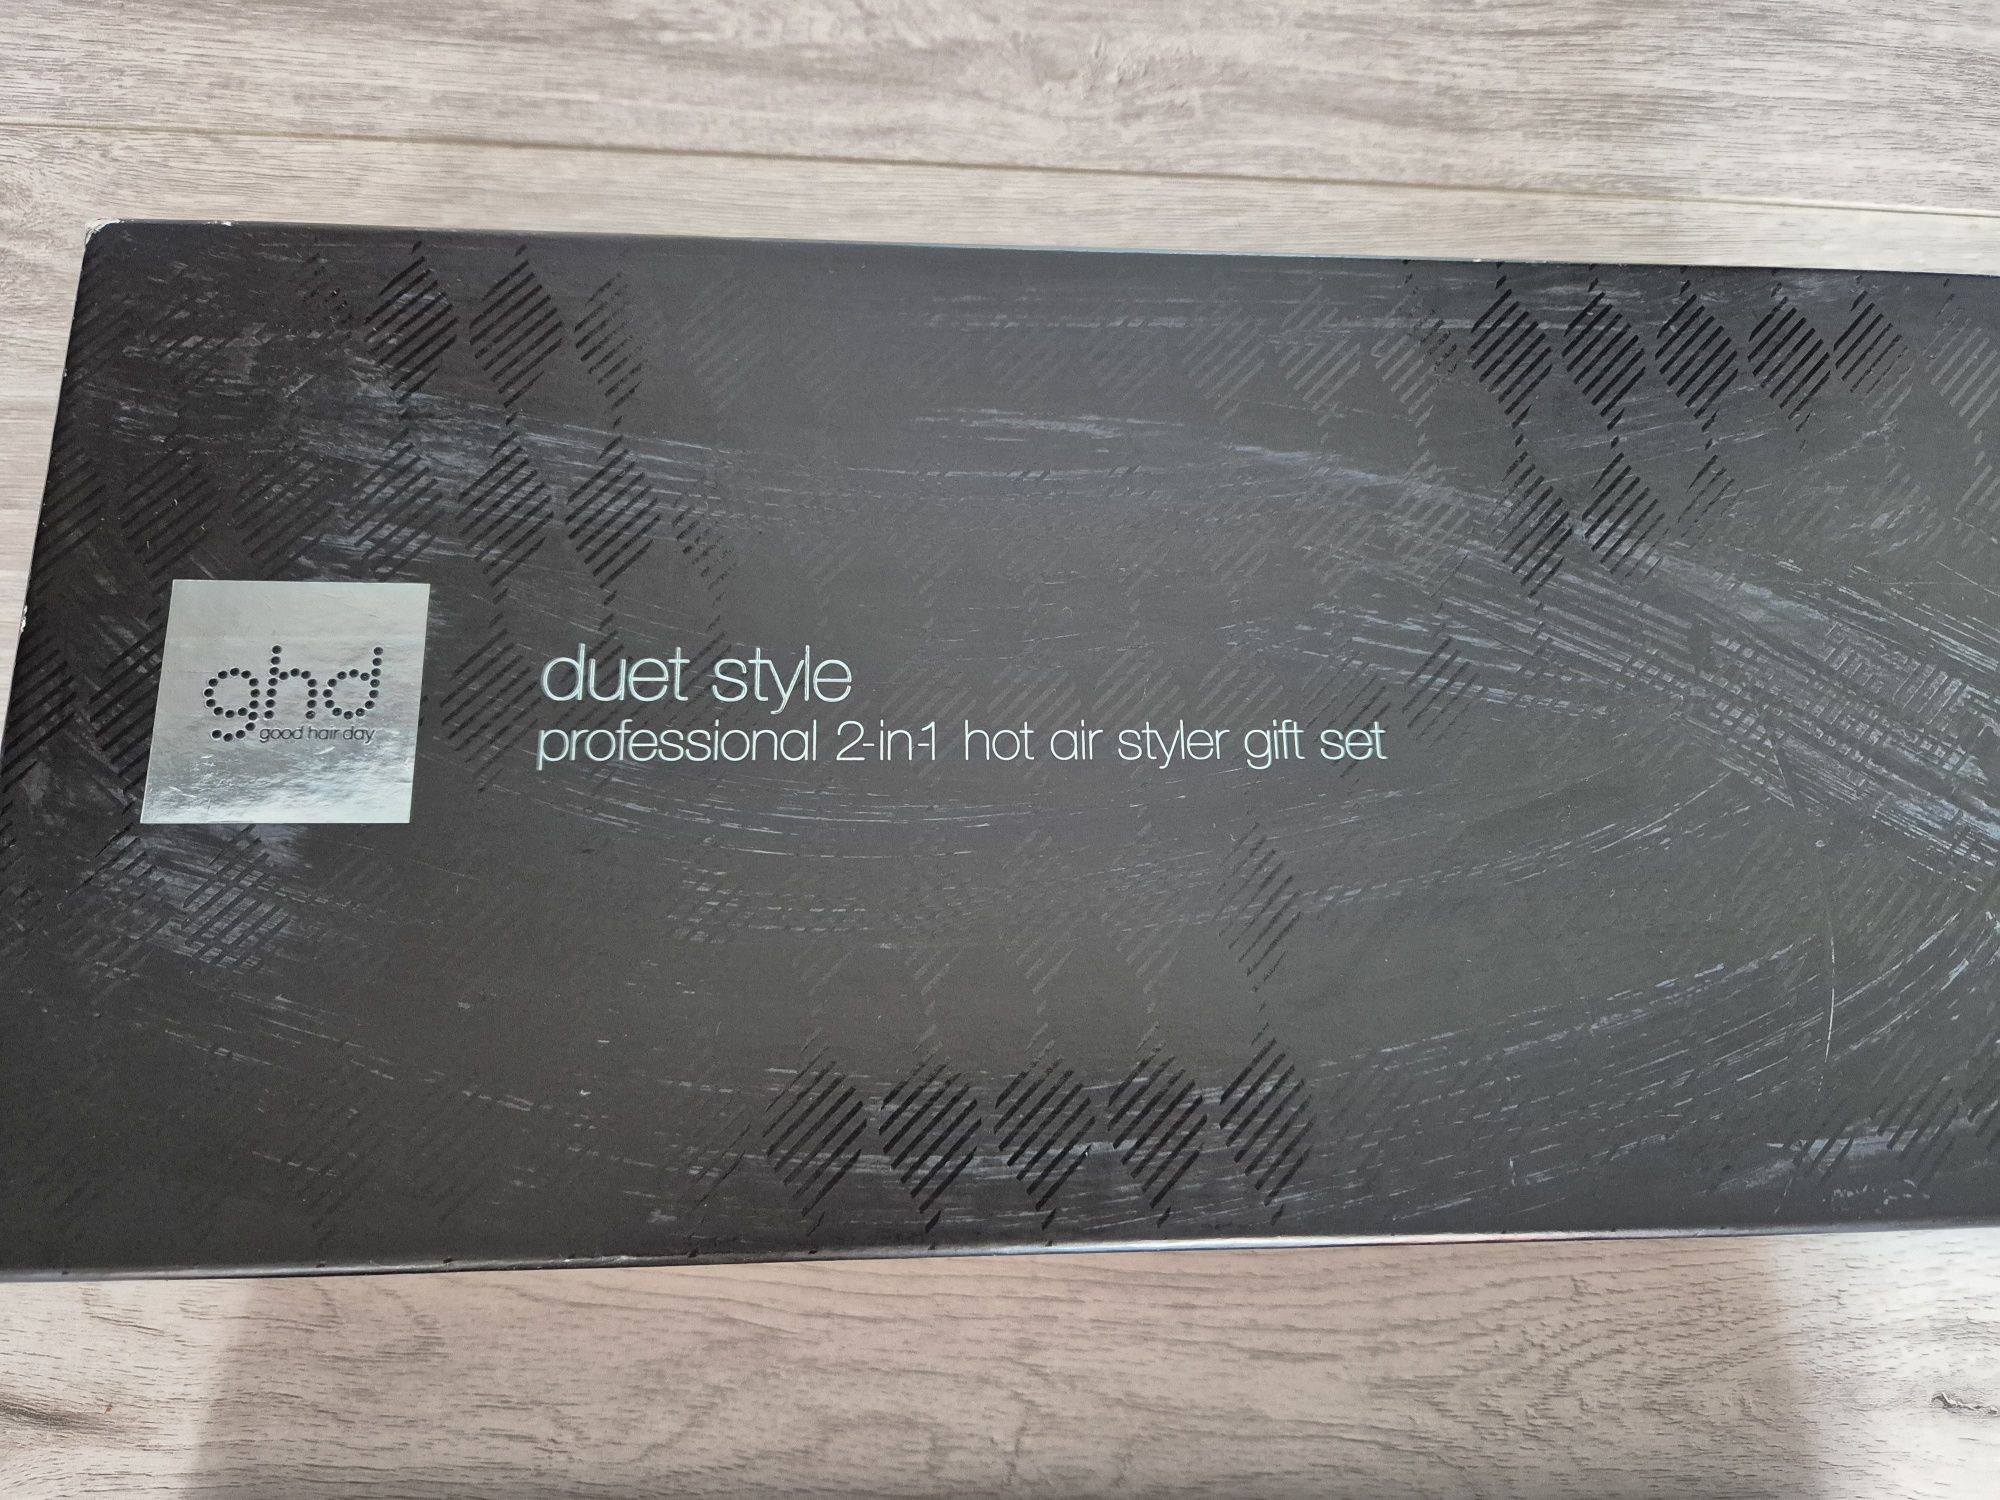 ghd
good hair day
duet style
professional 2-in-1 hot air styler gift set